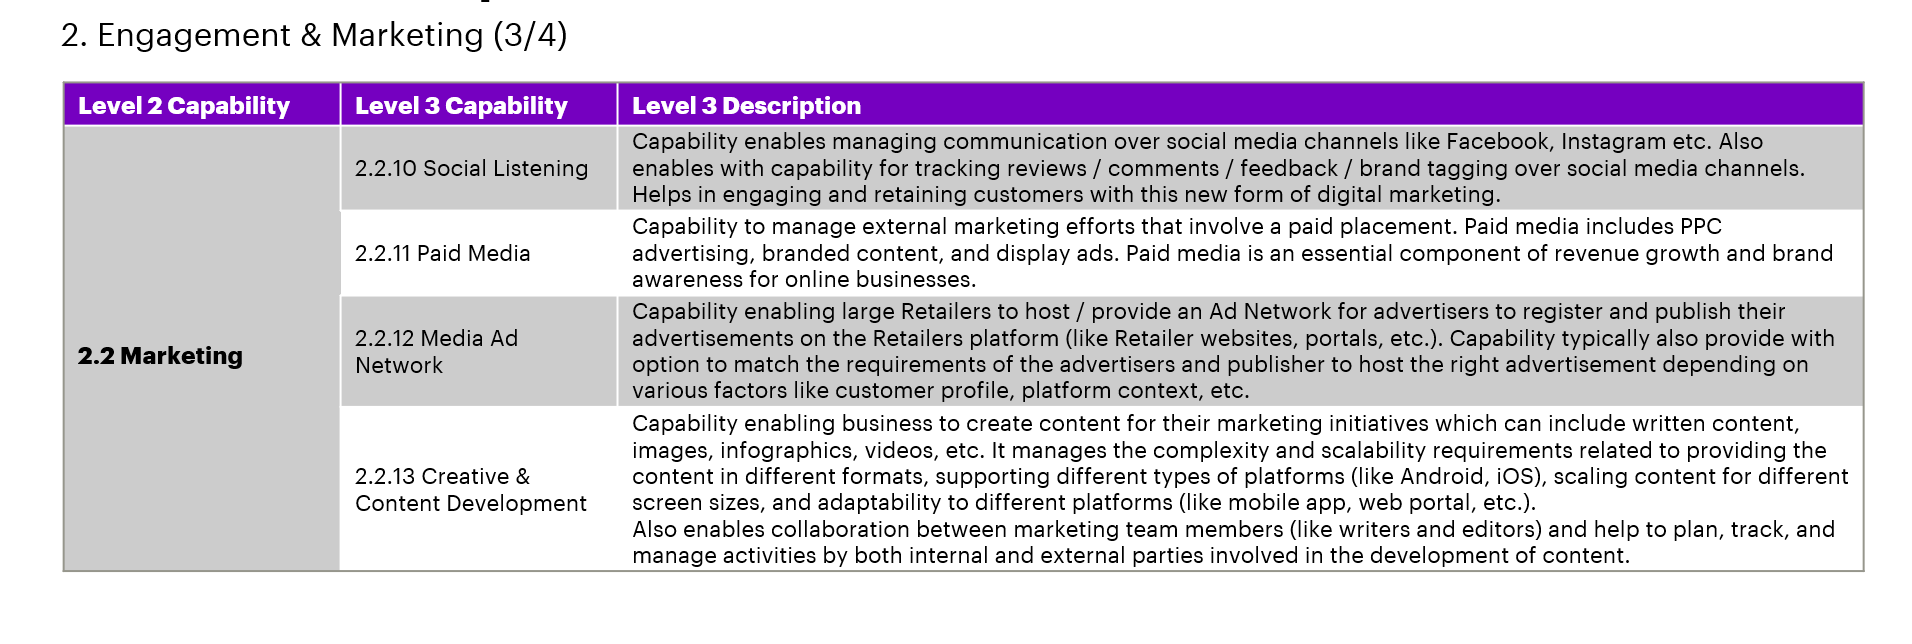 2. Engagement & Marketing (3/4)
Level 2 Capability
Level 3 Capability
Level 3 Description
2.2 Marketing
2.2.10 Social Listening
Capability enables managing communication over social media channels like Facebook, Instagram etc. Also
enables with capability for tracking reviews / comments / feedback / brand tagging over social media channels.
Helps in engaging and retaining customers with this new form of digital marketing.
2.2.11 Paid Media
Capability to manage external marketing efforts that involve a paid placement. Paid media includes PPC
advertising, branded content, and display ads. Paid media is an essential component of revenue growth and brand
awareness for online businesses.
2.2.12 Media Ad
Network
Capability enabling large Retailers to host / provide an Ad Network for advertisers to register and publish their
advertisements on the Retailers platform (like Retailer websites, portals, etc.). Capability typically also provide with
option to match the requirements of the advertisers and publisher to host the right advertisement depending on
various factors like customer profile, platform context, etc.
2.2.13 Creative &
Content Development
Capability enabling business to create content for their marketing initiatives which can include written content,
images, infographics, videos, etc. It manages the complexity and scalability requirements related to providing the
content in different formats, supporting different types of platforms (like Android, iOS), scaling content for different
screen sizes, and adaptability to different platforms (like mobile app, web portal, etc.).
Also enables collaboration between marketing team members (like writers and editors) and help to plan, track, and
manage activities by both internal and external parties involved in the development of content.